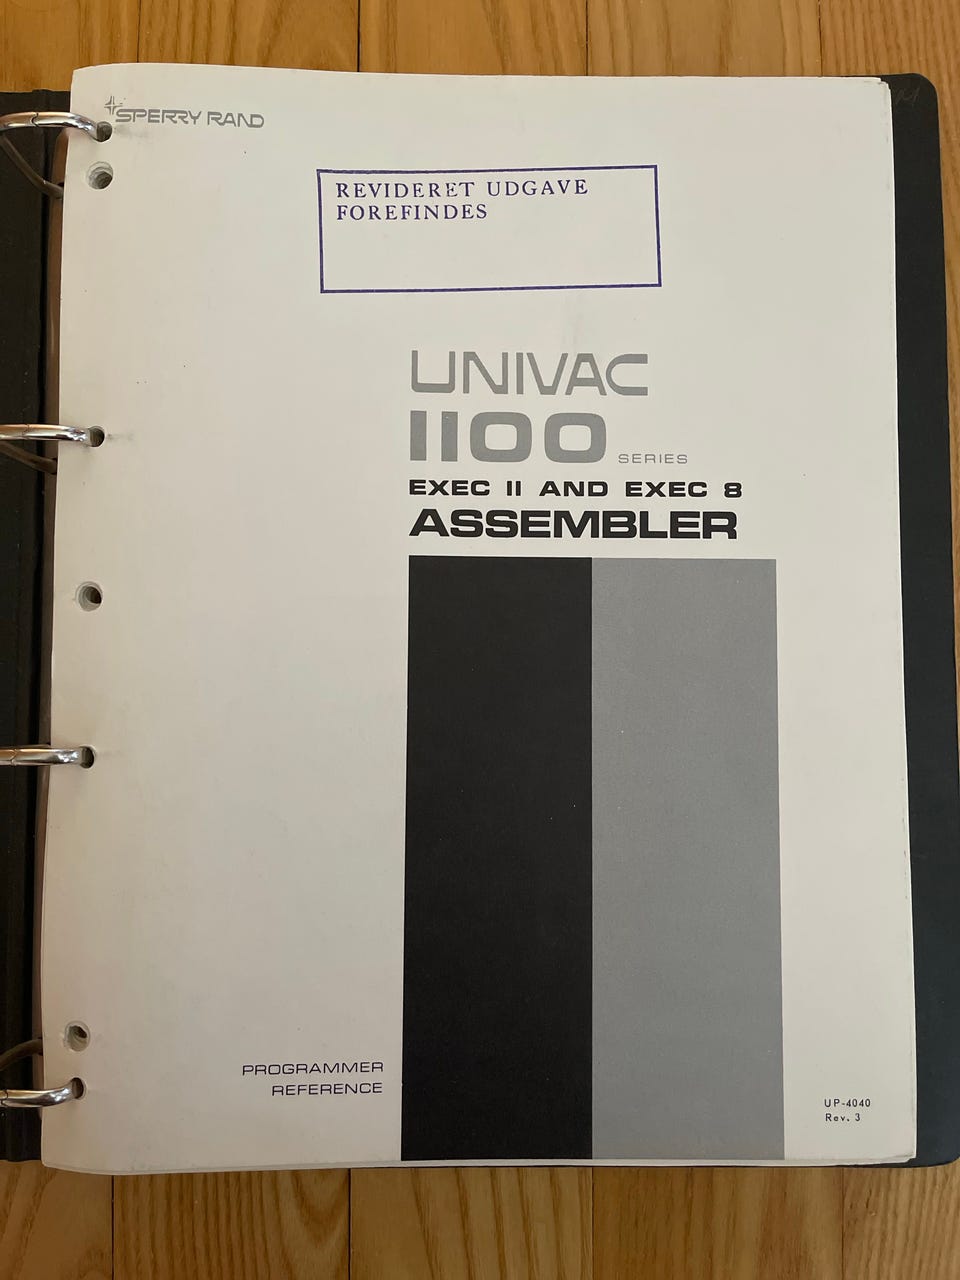 SPERRY RAND
REVIDERET UDGAVE
FOREFINDES
UNIVAC
1100 SERIES
EXEC II AND EXEC 8
ASSEMBLER
PROGRAMMER
REFERENCE
UP-4040
Rev. 3